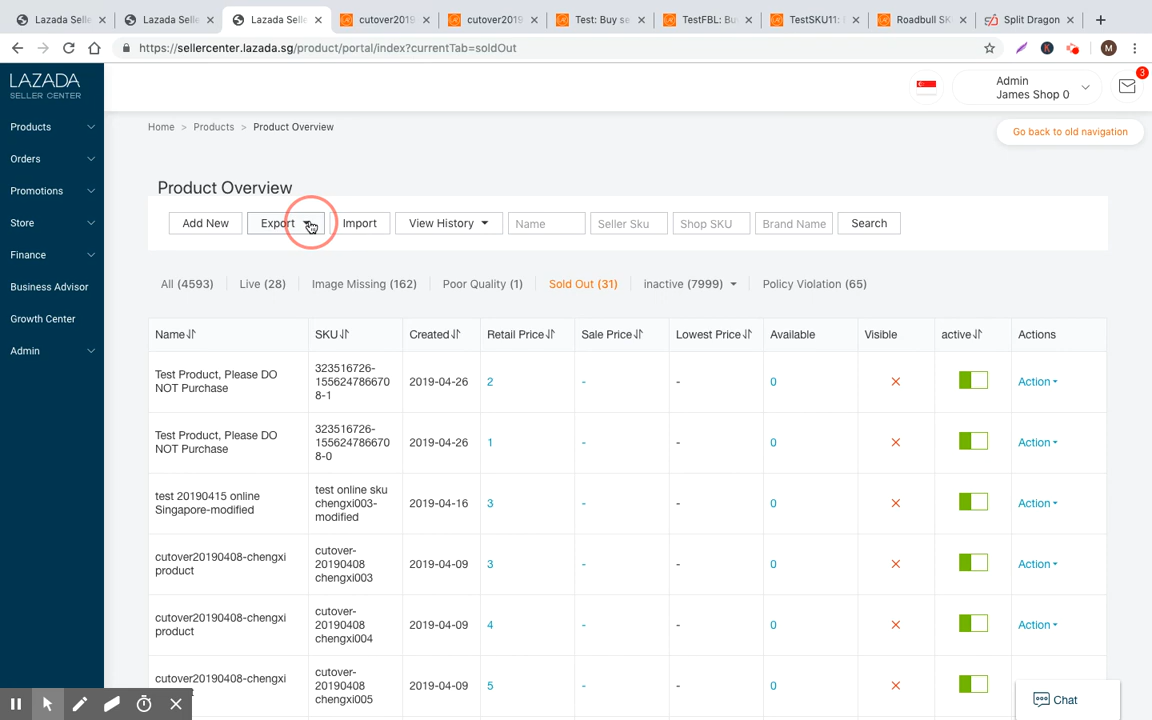 Lazada Selle
Lazada Selle
Lazada Selle
cutover2019
cutover2019
Test: Buy se
TestFBL: Bu
TestSKU11: S
Roadbull SK
Split Dragon
https://sellercenter.lazada.sg/product/portal/index?currentTab=soldOut
K
M
LAZADA
SELLER CENTER
Admin
James Shop 0
3
Products
Orders
Promotions
Store
Finance
Business Advisor
Growth Center
Admin
Home > Products > Product Overview
Go back to old navigation
Product Overview
Add New
Export
Import
View History
Name
Seller Sku
Shop SKU
Brand Name
Search
All (4593)
Live (28)
Image Missing (162)
Poor Quality (1)
Sold Out (31)
inactive (7999)
Policy Violation (65)
Name SKU Created Retail Price Sale Price Lowest Price Available Visible active Actions
Test Product, Please DO
NOT Purchase
323516726-
155624786670
8-1
2019-04-26
2
-
-
0
Action
Test Product, Please DO
NOT Purchase
323516726-
155624786670
8-0
2019-04-26
1
-
-
0
Action
test 20190415 online
Singapore-modified
test online sku
chengxi003-
modified
2019-04-16
3
-
-
0
Action
cutover20190408-chengxi
product
cutover-
20190408
chengxi003
2019-04-09
3
-
-
0
Action
cutover20190408-chengxi
product
cutover-
20190408
chengxi004
2019-04-09
4
-
-
0
Action
cutover20190408-chengxi
cutover-
20190408
chengxi005
2019-04-09
5
-
-
0
Action
Chat